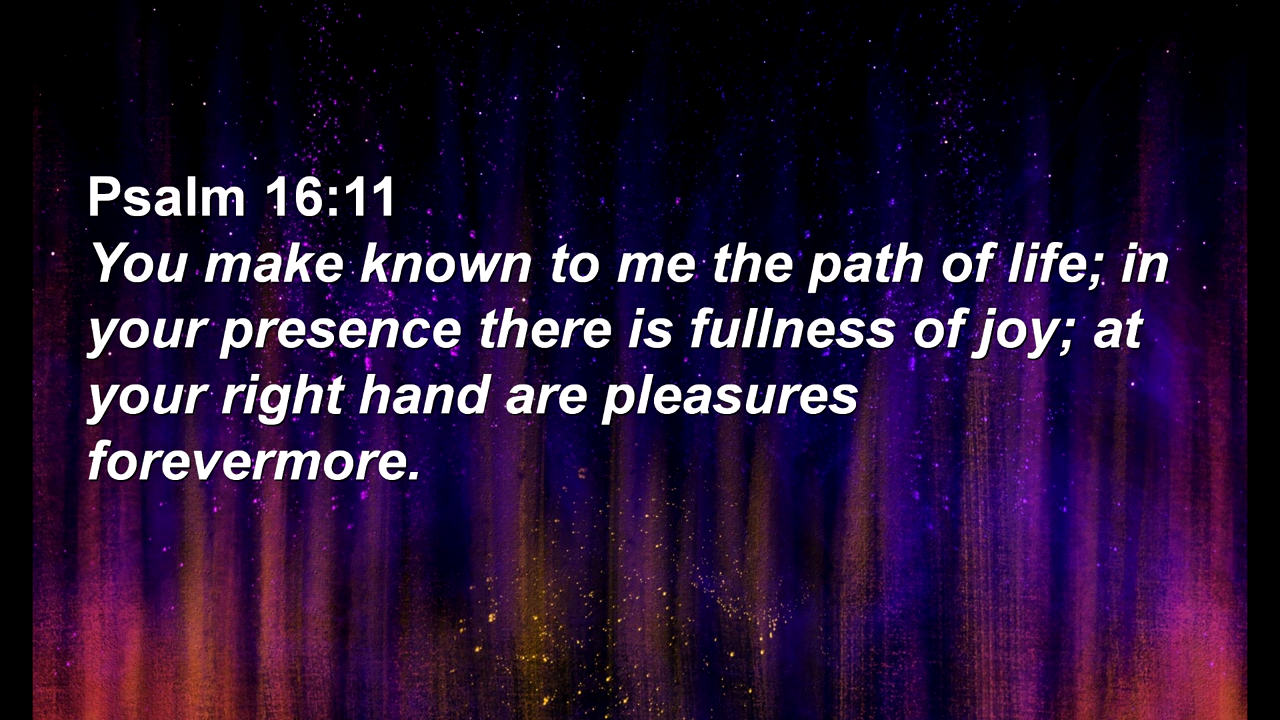 Psalm 16:11
You make known to me the path of life; in
your presence there is fullness of joy; at
your right hand are pleasures
forevermore.